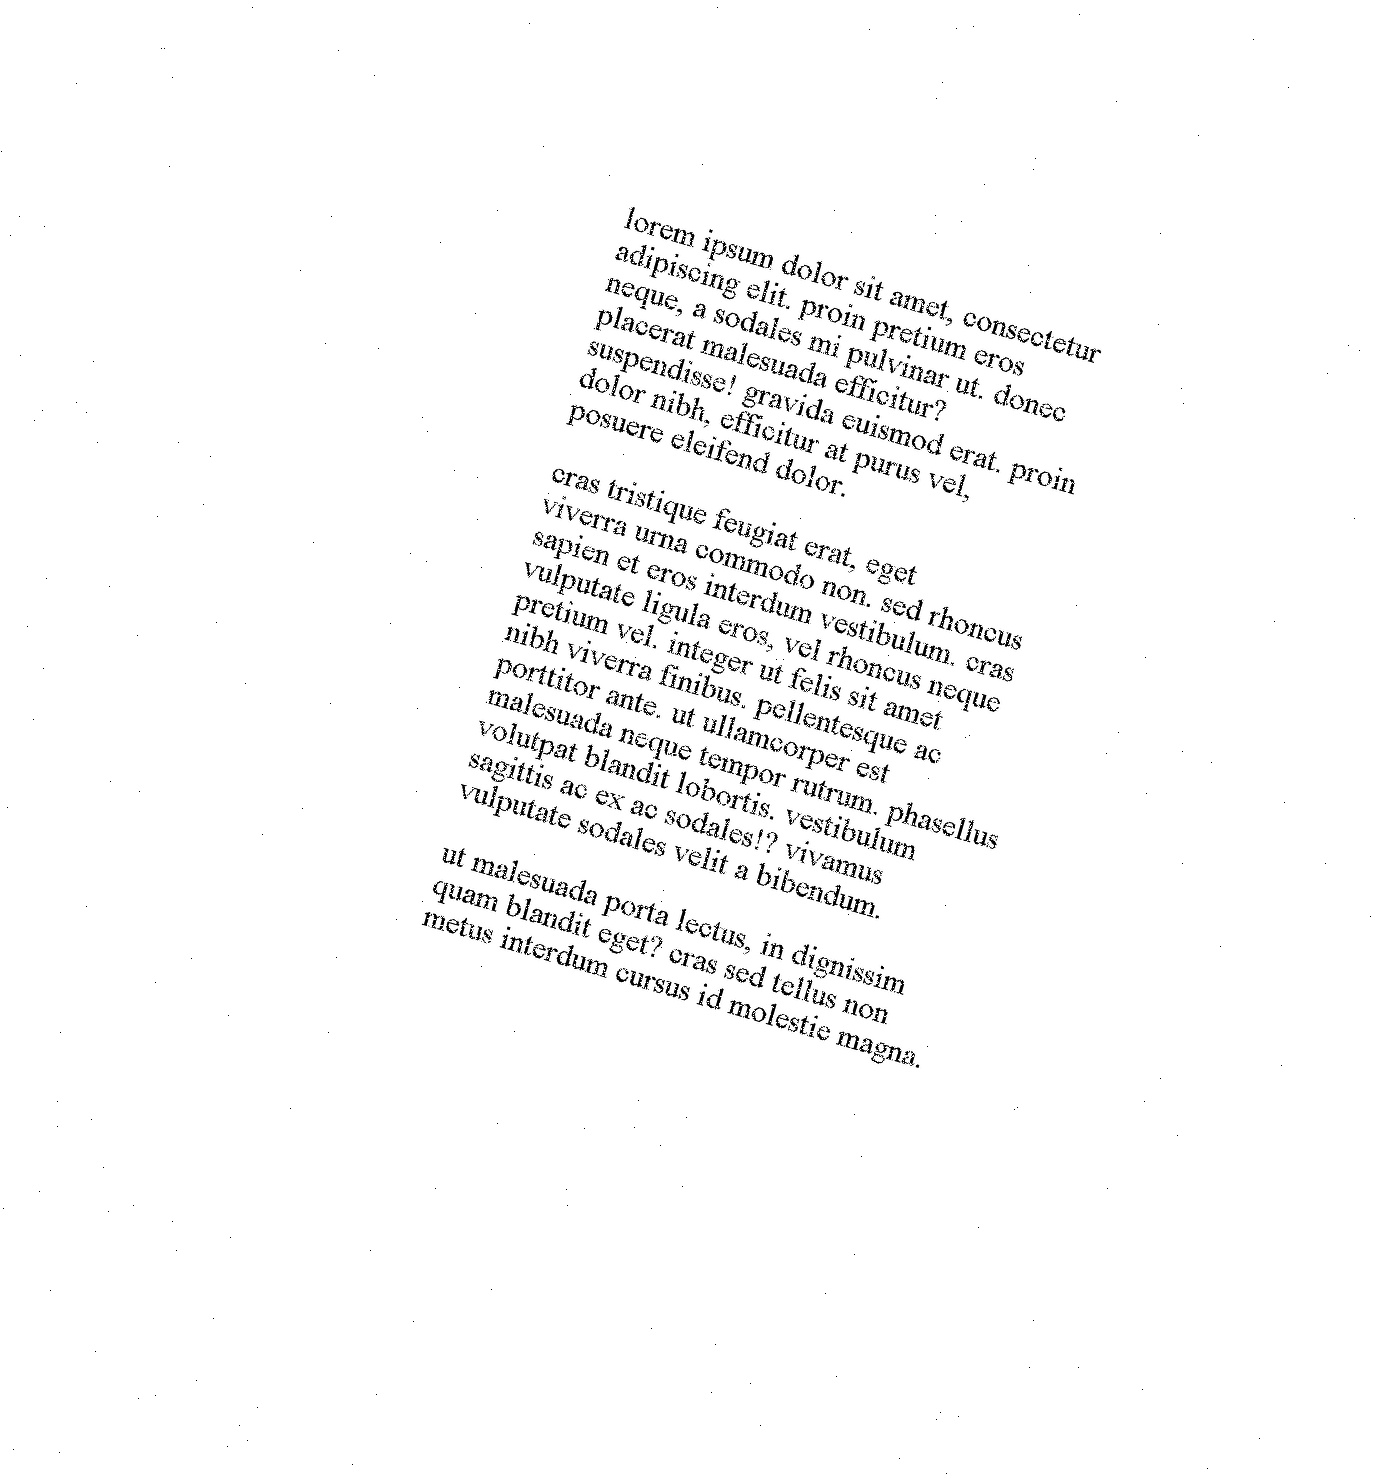 lorem ipsum dolor sit amet, consectetur
adipiscing elit. proin pretium eros
neque, a sodales mi pulvinar ut. donec
placerat malesuada efficitur?
suspendisse! gravida euismod erat. proin
dolor nibh, efficitur at purus vel,
posuere eleifend dolor.
cras tristique feugiat erat, eget
viverra urna commodo non. sed rhoncus
sapien et eros interdum vestibulum. cras
vulputate ligula eros, vel rhoncus neque
pretium vel. integer ut felis sit amet
nibh viverra finibus. pellentesque ac
porttitor ante. ut ullamcorper est
malesuada neque tempor rutrum. phasellus
volutpat blandit lobortis. vestibulum
sagittis ac ex ac sodales!? vivamus
vulputate sodales velit a bibendum.
ut malesuada porta lectus, in dignissim
quam blandit eget? cras sed tellus non
metus interdum cursus id molestie magna.